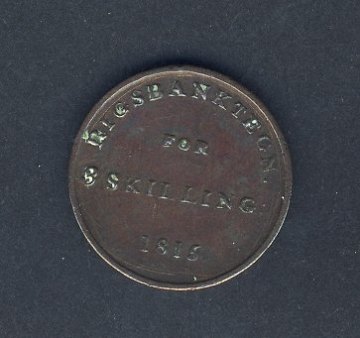 RIGSBANKTEGN.
FOR
3 SKILLING.
1815.